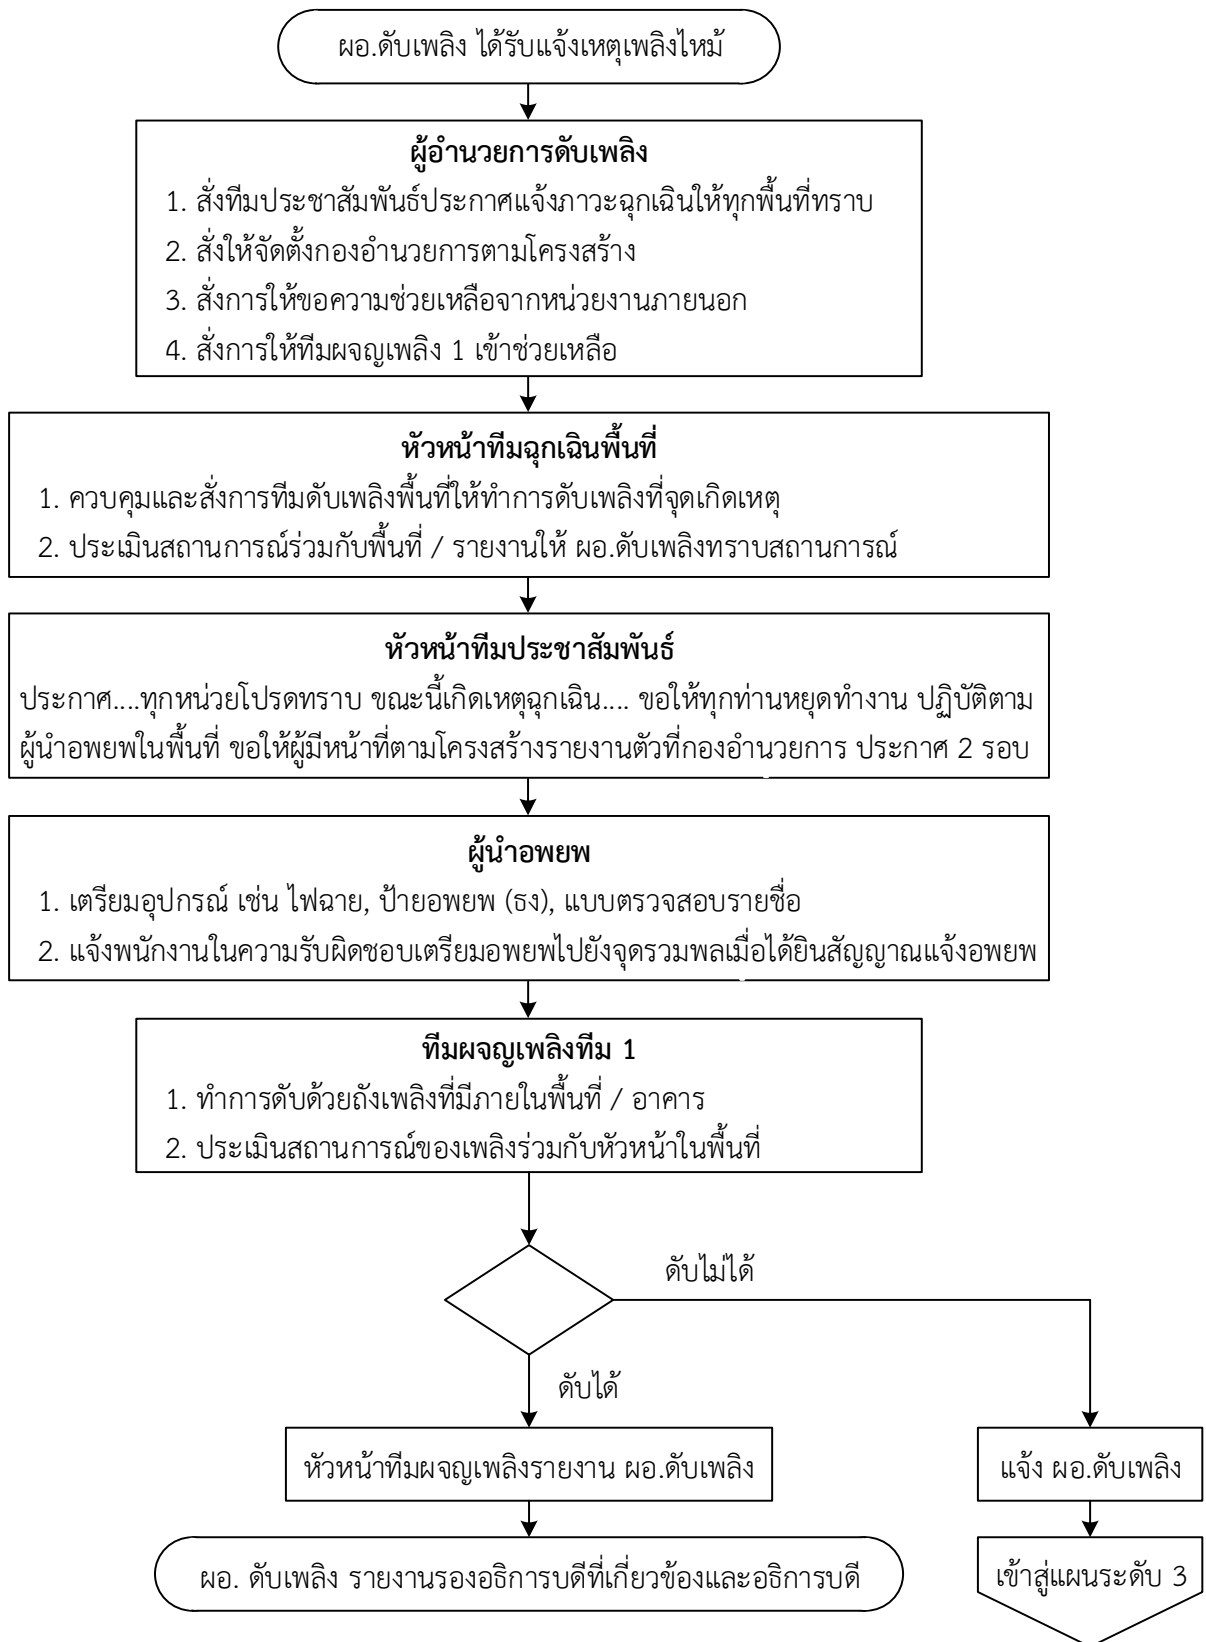 ผอ.ดับเพลิง ได้รับแจ้งเหตุเพลิงไหม้
ผู้อำนวยการดับเพลิง
1. สั่งทีมประชาสัมพันธ์ประกาศแจ้งภาวะฉุกเฉินให้ทุกพื้นที่ทราบ
2. สั่งให้จัดตั้งกองอำนวยการตามโครงสร้าง
3. สั่งการให้ขอความช่วยเหลือจากหน่วยงานภายนอก
4. สั่งการให้ทีมผจญเพลิง 1 เข้าช่วยเหลือ
หัวหน้าทีมฉุกเฉินพื้นที่
1. ควบคุมและสั่งการทีมดับเพลิงพื้นที่ให้ทำการดับเพลิงที่จุดเกิดเหตุ
2. ประเมินสถานการณ์ร่วมกับพื้นที่ / รายงานให้ ผอ.ดับเพลิงทราบสถานการณ์
หัวหน้าทีมประชาสัมพันธ์
ประกาศ....ทุกหน่วยโปรดทราบ ขณะนี้เกิดเหตุฉุกเฉิน.... ขอให้ทุกท่านหยุดทำงาน ปฏิบัติตาม
ผู้นำอพยพในพื้นที่ ขอให้ผู้มีหน้าที่ตามโครงสร้างรายงานตัวที่กองอำนวยการ ประกาศ 2 รอบ
ผู้นำอพยพ
1. เตรียมอุปกรณ์ เช่น ไฟฉาย, ป้ายอพยพ (ธง), แบบตรวจสอบรายชื่อ
2. แจ้งพนักงานในความรับผิดชอบเตรียมอพยพไปยังจุดรวมพลเมื่อได้ยินสัญญาณแจ้งอพยพ
ทีมผจญเพลิงทีม 1
1. ทำการดับด้วยถังเพลิงที่มีภายในพื้นที่ / อาคาร
2. ประเมินสถานการณ์ของเพลิงร่วมกับหัวหน้าในพื้นที่
ดับไม่ได้
ดับได้
หัวหน้าทีมผจญเพลิงรายงาน ผอ.ดับเพลิง
แจ้ง ผอ.ดับเพลิง
ผอ. ดับเพลิง รายงานรองอธิการบดีที่เกี่ยวข้องและอธิการบดี
เข้าสู่แผนระดับ 3